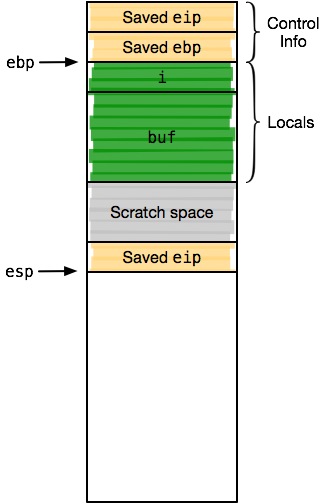 Saved eip
Control
Info
Saved ebp
ebp
i
Locals
buf
Scratch space
Saved eip
esp